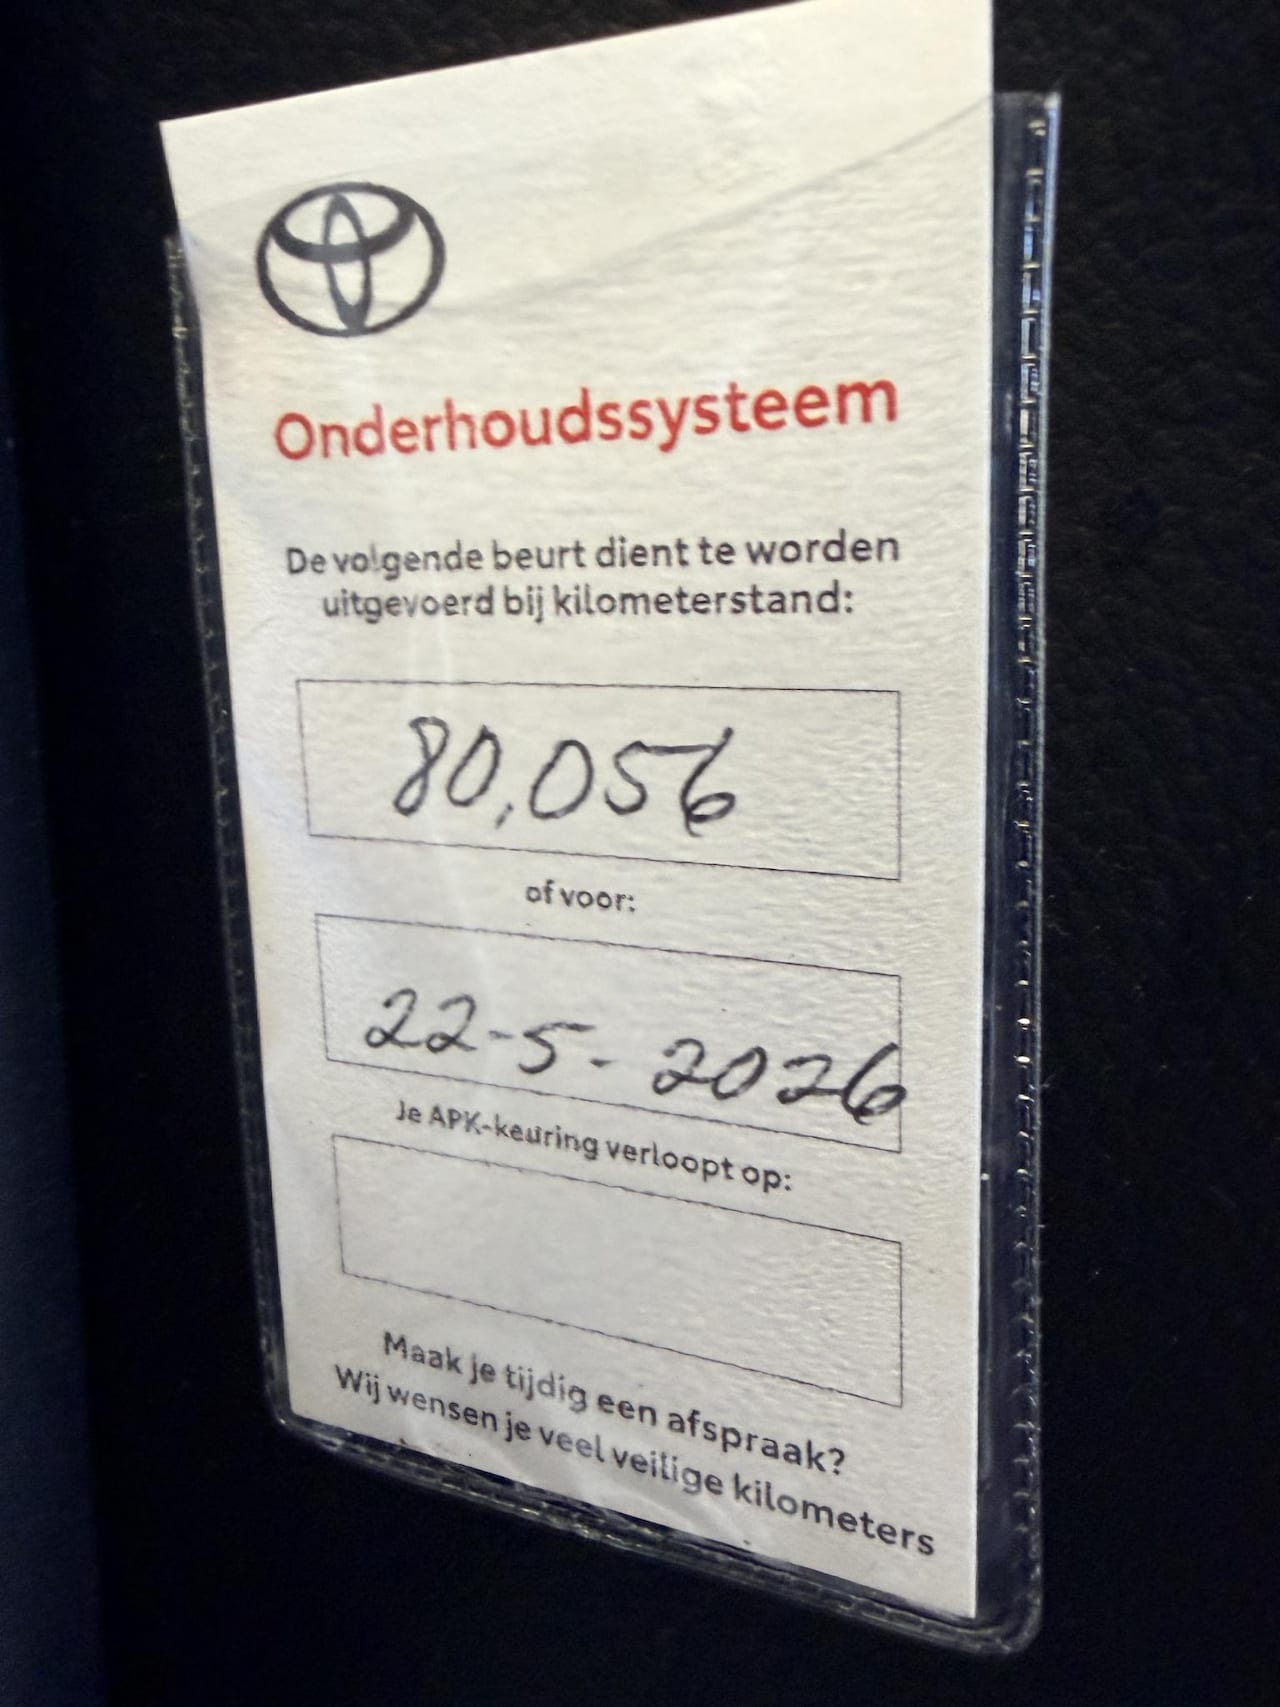 Onderhoudssysteem
De volgende beurt dient te worden
uitgevoerd bij kilometerstand:
80,056
of voor:
22-5-2026
Je APK-keuring verloopt op:
Maak je tijdig een afspraak?
Wij wensen je veel veilige kilometers